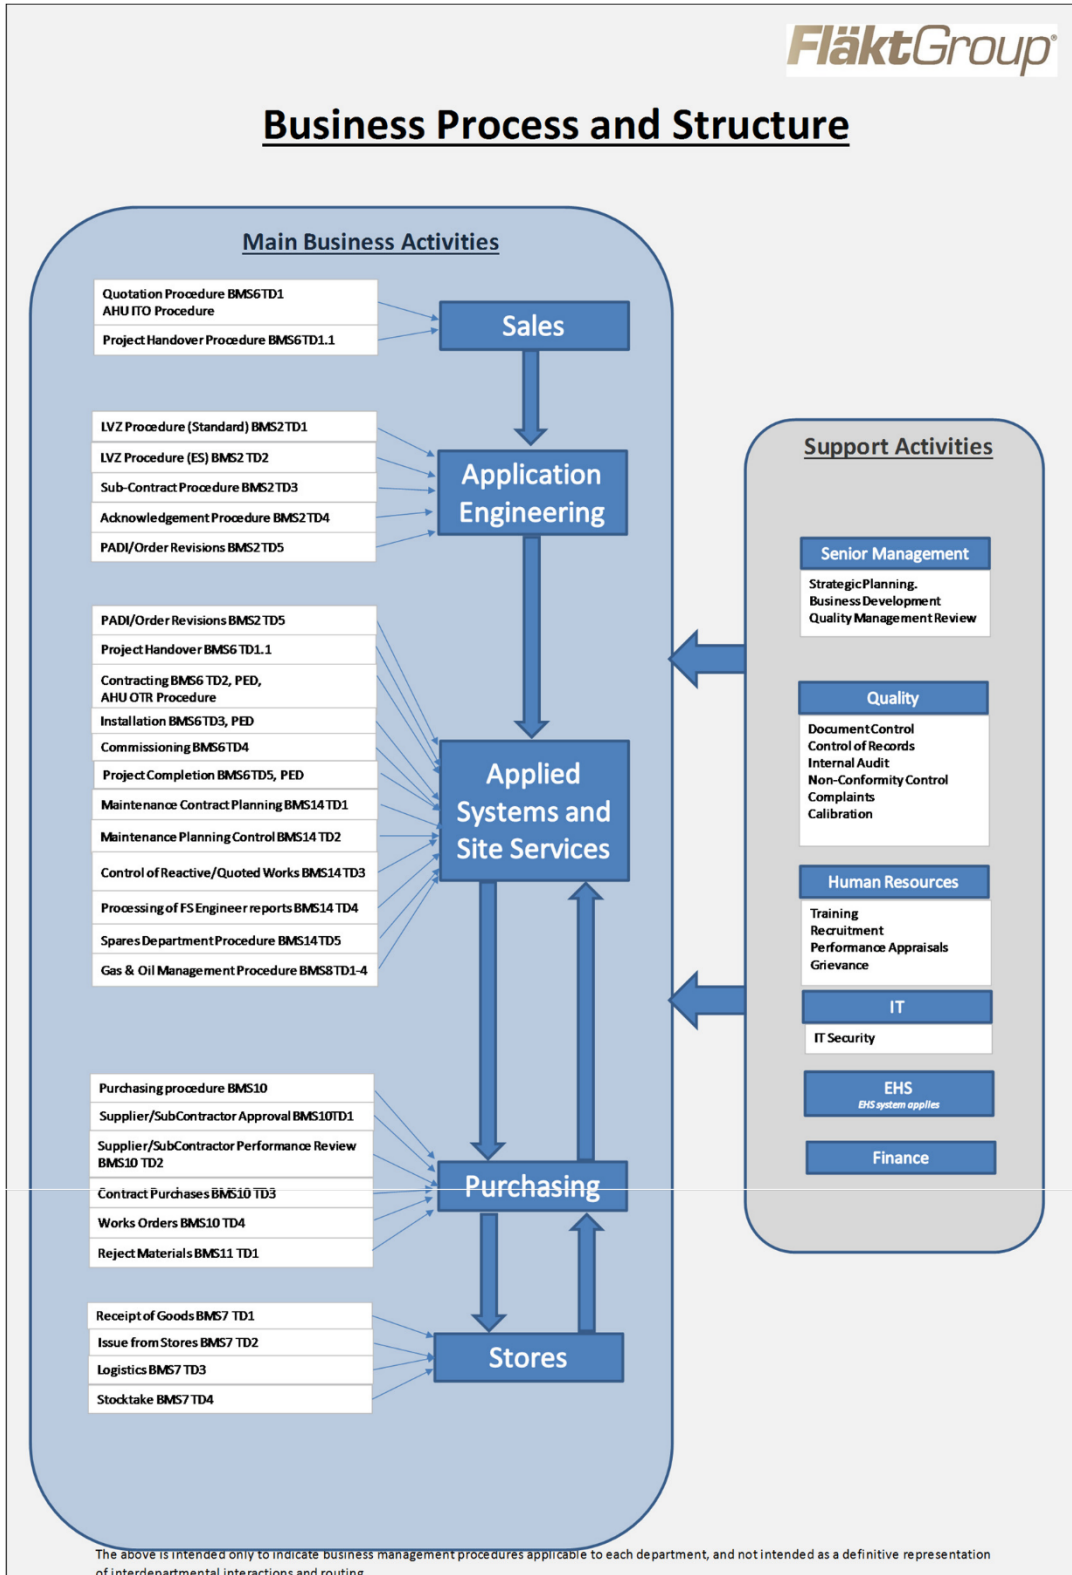 FläktGroup®
Business Process and Structure
Main Business Activities
Quotation Procedure BMS6TD1
AHU ITO Procedure
Project Handover Procedure BMS6TD1.1
Sales
LVZ Procedure (Standard) BMS2TD1
LVZ Procedure (ES) BMS2 TD2
Sub-Contract Procedure BMS2TD3
Acknowledgement Procedure BMS2TD4
PADI/Order Revisions BMS2TD5
Application
Engineering
PADI/Order Revisions BMS2 TD5
Project Handover BMS6 TD1.1
Contracting BMS6 TD2, PED,
AHU OTR Procedure
Installation BMS6TD3, PED
Commissioning BMS6TD4
Project Completion BMS6TD5, PED
Maintenance Contract Planning BMS14 TD1
Maintenance Planning Control BMS14 TD2
Control of Reactive/Quoted Works BMS14 TD3
Processing of FS Engineer reports BMS14 TD4
Spares Department Procedure BMS14TD5
Gas & Oil Management Procedure BMS8TD1-4
Applied
Systems and
Site Services
Purchasing procedure BMS10
Supplier/SubContractor Approval BMS10TD1
Supplier/SubContractor Performance Review
BMS10 TD2
Contract Purchases BMS10 TD3
Works Orders BMS10 TD4
Reject Materials BMS11 TD1
Purchasing
Receipt of Goods BMS7 TD1
Issue from Stores BMS7 TD2
Logistics BMS7 TD3
Stocktake BMS7 TD4
Stores
Support Activities
Senior Management
Strategic Planning.
Business Development
Quality Management Review
Quality
Document Control
Control of Records
Internal Audit
Non-Conformity Control
Complaints
Calibration
Human Resources
Training
Recruitment
Performance Appraisals
Grievance
IT
IT Security
EHS
EHS system applies
Finance
The above is intended only to indicate business management procedures applicable to each department, and not intended as a definitive representation
of interdepartmental interactions and routing